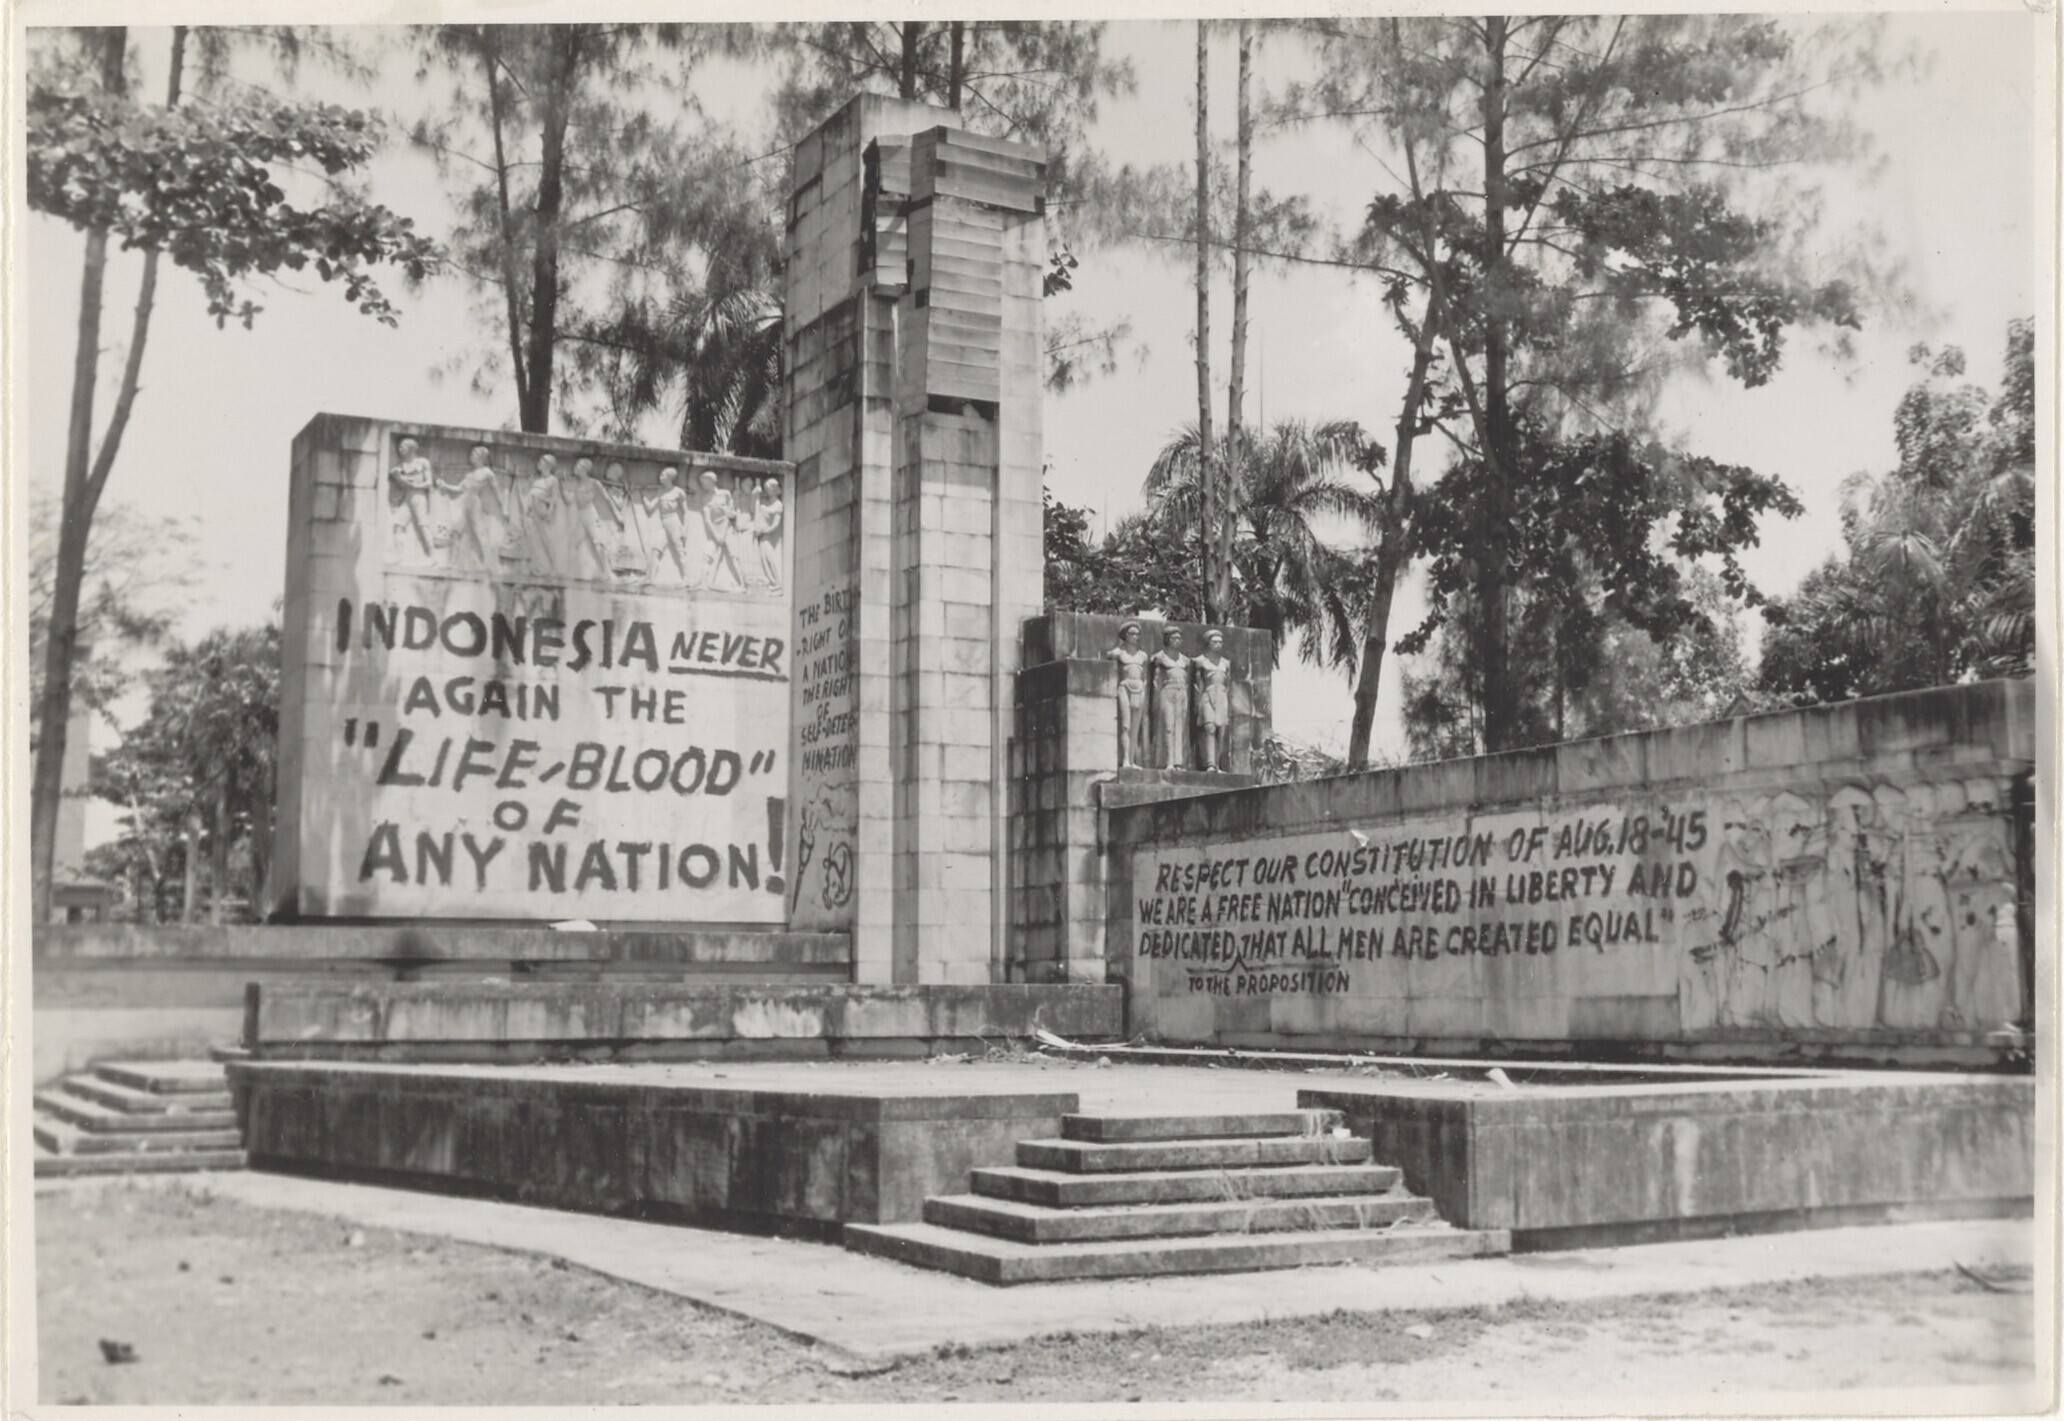 INDONESIA NEVER
AGAIN THE
"LIFE-BLOOD"
OF
ANY NATION!
THE BIRTH
RIGHT OF
A NATION
THE RIGHT
OF
SELF-DETER-
MINATION
RESPECT OUR CONSTITUTION OF AUG. 18-'45
WE ARE A FREE NATION "CONCEIVED IN LIBERTY AND
DEDICATED THAT ALL MEN ARE CREATED EQUAL"
TO THE PROPOSITION